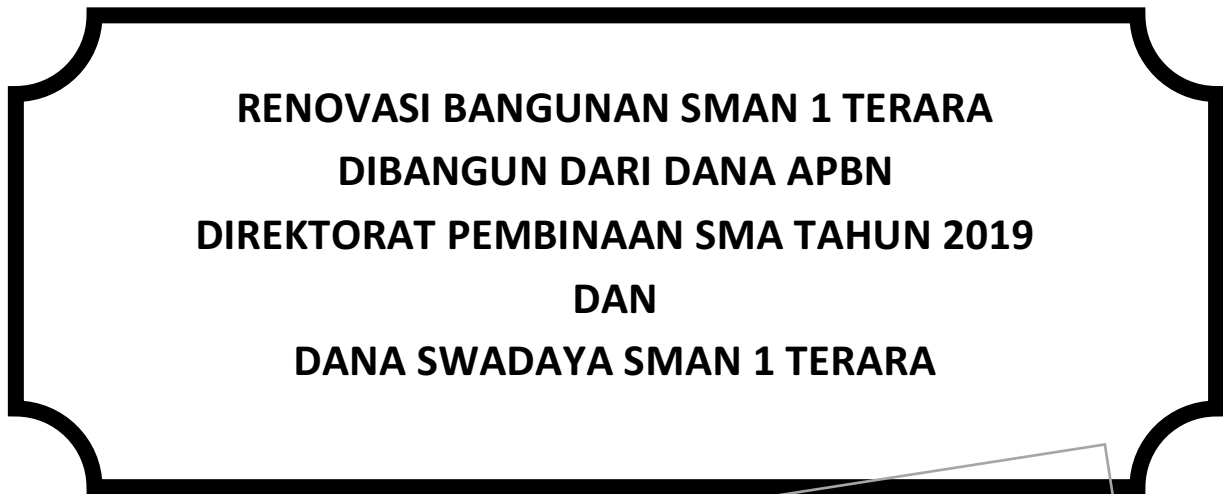 RENOVASI BANGUNAN SMAN 1 TERARA
DIBANGUN DARI DANA APBN
DIREKTORAT PEMBINAAN SMA TAHUN 2019
DAN
DANA SWADAYA SMAN 1 TERARA